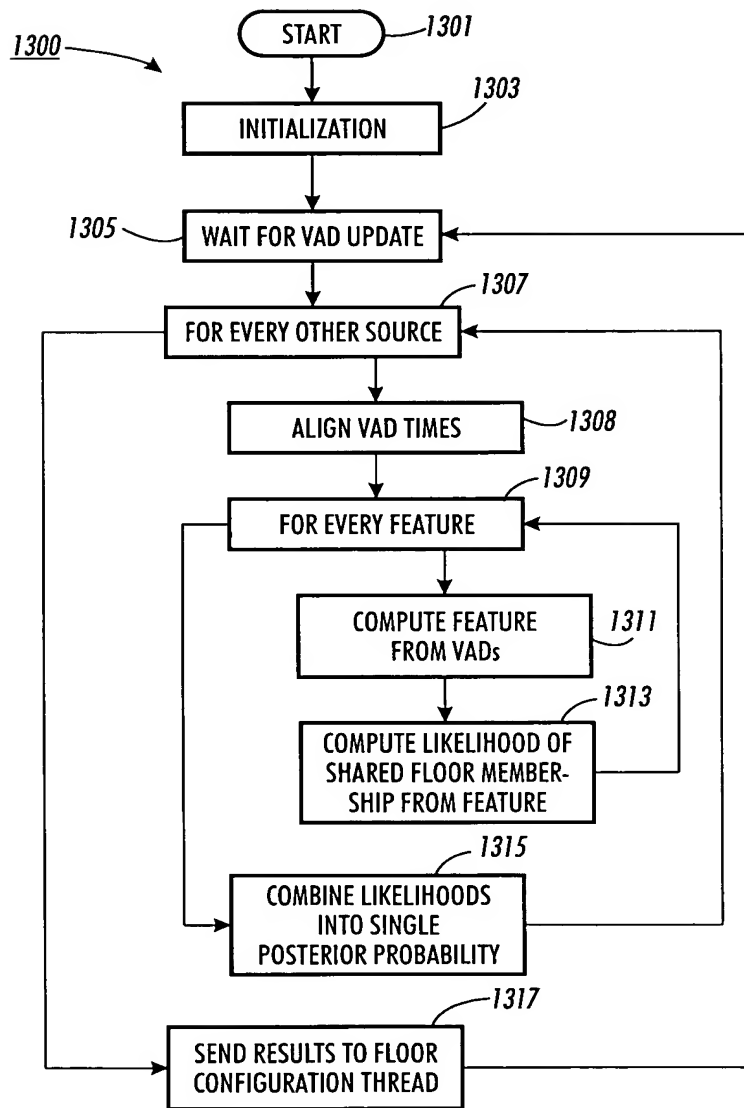 START
1301
1300
1303
INITIALIZATION
1305
WAIT FOR VAD UPDATE
1307
FOR EVERY OTHER SOURCE
ALIGN VAD TIMES
1308
1309
FOR EVERY FEATURE
COMPUTE FEATURE
FROM VADs
1311
1313
COMPUTE LIKELIHOOD OF
SHARED FLOOR MEMBER-
SHIP FROM FEATURE
1315
COMBINE LIKELIHOODS
INTO SINGLE
POSTERIOR PROBABILITY
1317
SEND RESULTS TO FLOOR
CONFIGURATION THREAD